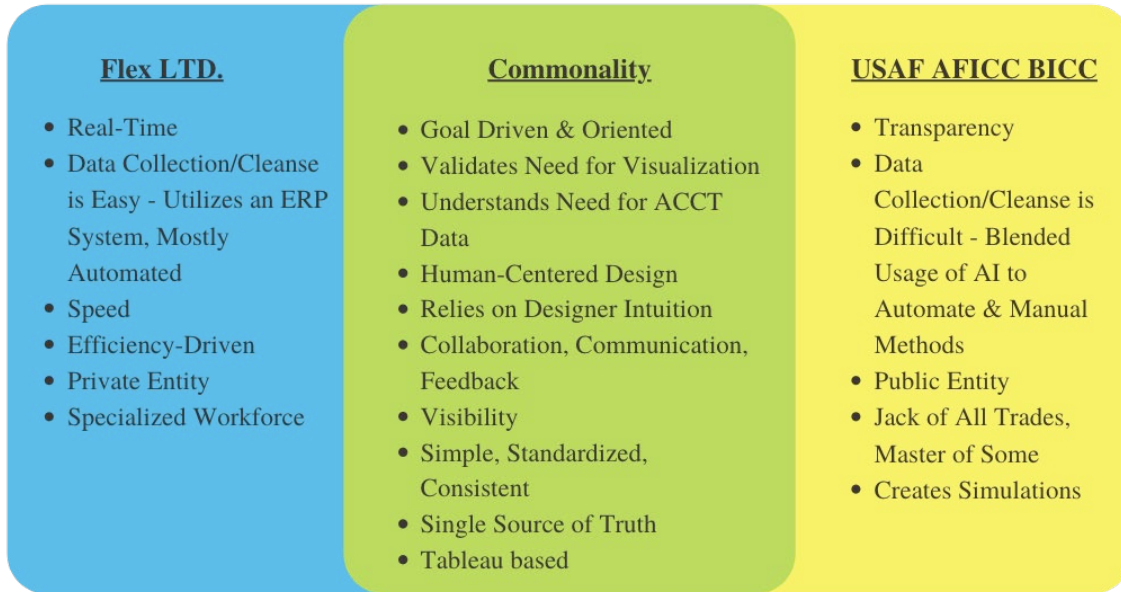 Flex LTD.
• Real-Time
• Data Collection/Cleanse
is Easy - Utilizes an ERP
System, Mostly
Automated
• Speed
• Efficiency-Driven
• Private Entity
• Specialized Workforce
Commonality
• Goal Driven & Oriented
• Validates Need for Visualization
• Understands Need for ACCT
Data
• Human-Centered Design
• Relies on Designer Intuition
• Collaboration, Communication,
Feedback
• Visibility
• Simple, Standardized,
Consistent
• Single Source of Truth
• Tableau based
USAF AFICC BICC
• Transparency
• Data
Collection/Cleanse is
Difficult - Blended
Usage of AI to
Automate & Manual
Methods
• Public Entity
• Jack of All Trades,
Master of Some
• Creates Simulations